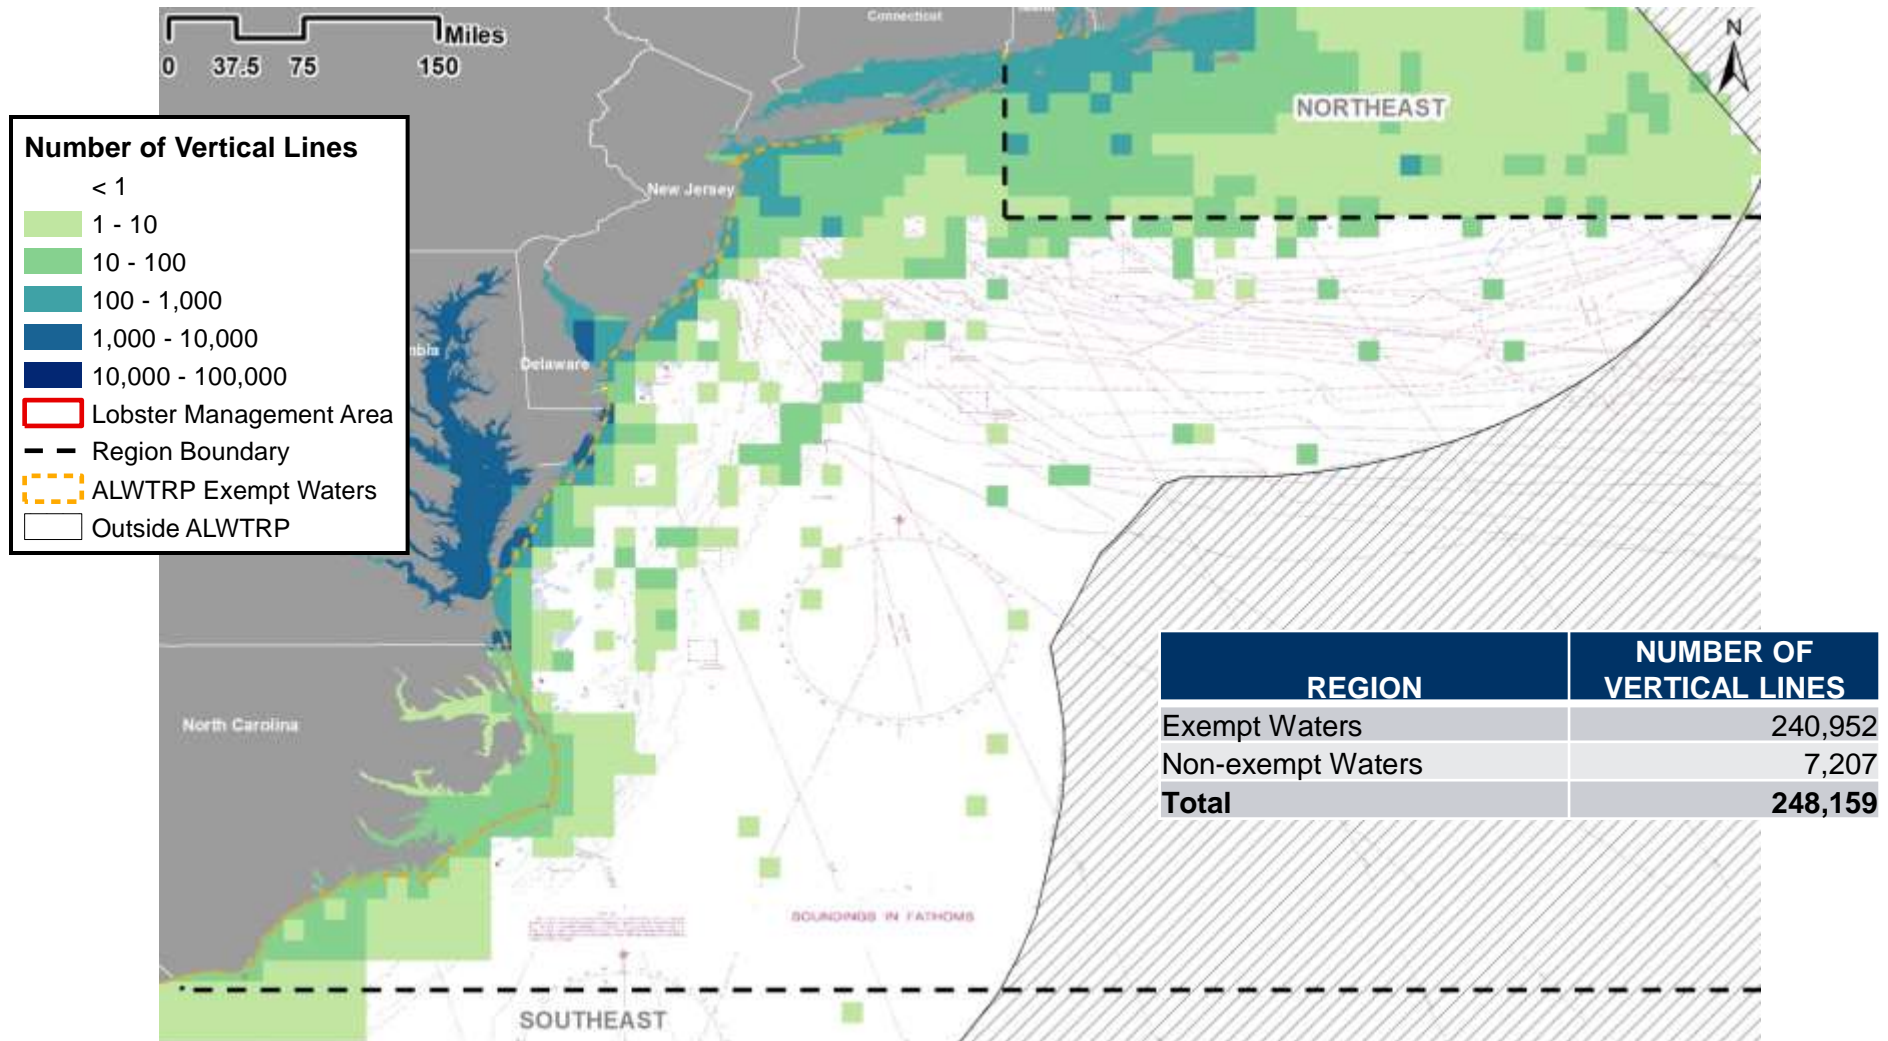 Miles
0 37.5 75 150
Connecticut
N
NORTHEAST
Number of Vertical Lines
< 1
1 - 10
10 - 100
100 - 1,000
1,000 - 10,000
10,000 - 100,000
Lobster Management Area
Region Boundary
ALWTRP Exempt Waters
Outside ALWTRP
New Jersey
mbia
Delaware
REGION
NUMBER OF
VERTICAL LINES
Exempt Waters 240,952
Non-exempt Waters 7,207
Total 248,159
North Carolina
SOUNDINGS IN FATHOMS
SOUTHEAST